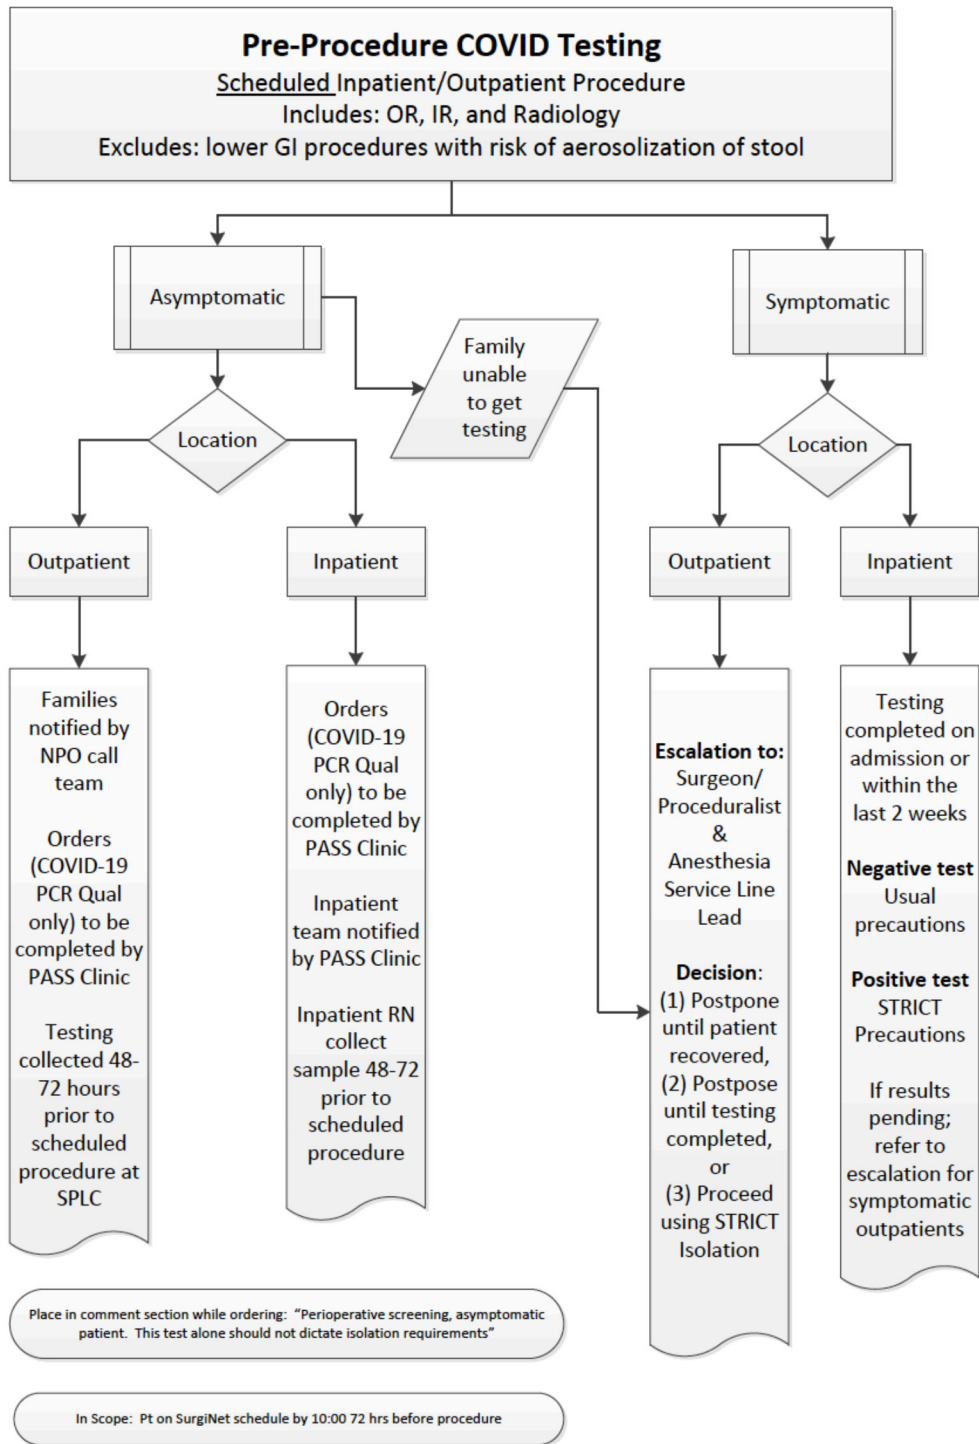 Pre-Procedure COVID Testing
Scheduled Inpatient/Outpatient Procedure
Includes: OR, IR, and Radiology
Excludes: lower GI procedures with risk of aerosolization of stool
Asymptomatic
Family
unable
to get
testing
Symptomatic
Location
Location
Outpatient
Inpatient
Outpatient
Inpatient
Families
notified by
NPO call
team
Orders
(COVID-19
PCR Qual
only) to be
completed by
PASS Clinic
Testing
collected 48-
72 hours
prior to
scheduled
procedure at
SPLC
Orders
(COVID-19
PCR Qual
only) to be
completed by
PASS Clinic
Inpatient
team notified
by PASS Clinic
Inpatient RN
collect
sample 48-72
prior to
scheduled
procedure
Escalation to:
Surgeon/
Proceduralist
&
Anesthesia
Service Line
Lead
Decision:
(1) Postpone
until patient
recovered,
(2) Postpose
until testing
completed,
or
(3) Proceed
using STRICT
Isolation
Testing
completed on
admission or
within the
last 2 weeks
Negative test
Usual
precautions
Positive test
STRICT
Precautions
If results
pending;
refer to
escalation for
symptomatic
outpatients
Place in comment section while ordering: “Perioperative screening, asymptomatic
patient. This test alone should not dictate isolation requirements”
In Scope: Pt on SurgiNet schedule by 10:00 72 hrs before procedure